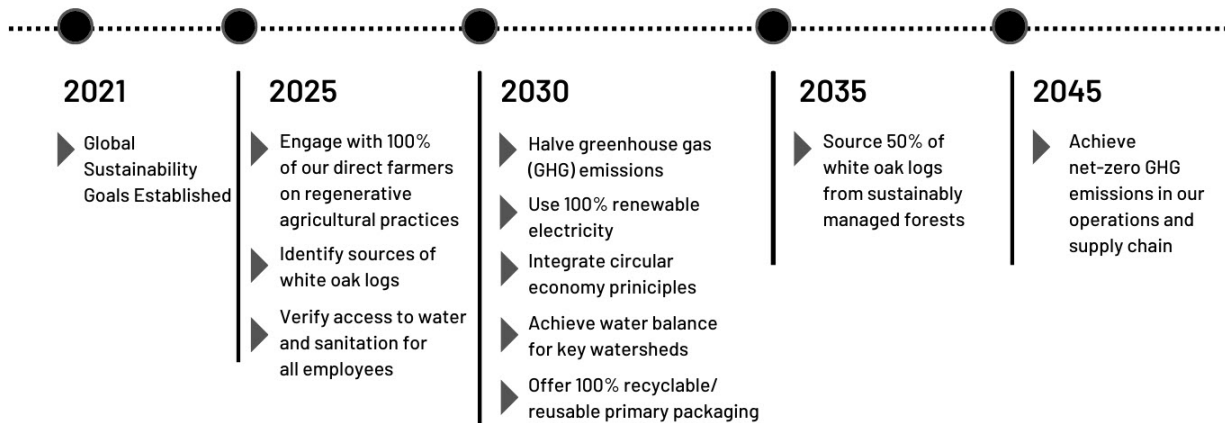 2021
Global
Sustainability
Goals Established
2025
Engage with 100%
of our direct farmers
on regenerative
agricultural practices
Identify sources of
white oak logs
Verify access to water
and sanitation for
all employees
2030
Halve greenhouse gas
(GHG) emissions
Use 100% renewable
electricity
Integrate circular
economy priniciples
Achieve water balance
for key watersheds
Offer 100% recyclable/
reusable primary packaging
2035
Source 50% of
white oak logs
from sustainably
managed forests
2045
Achieve
net-zero GHG
emissions in our
operations and
supply chain